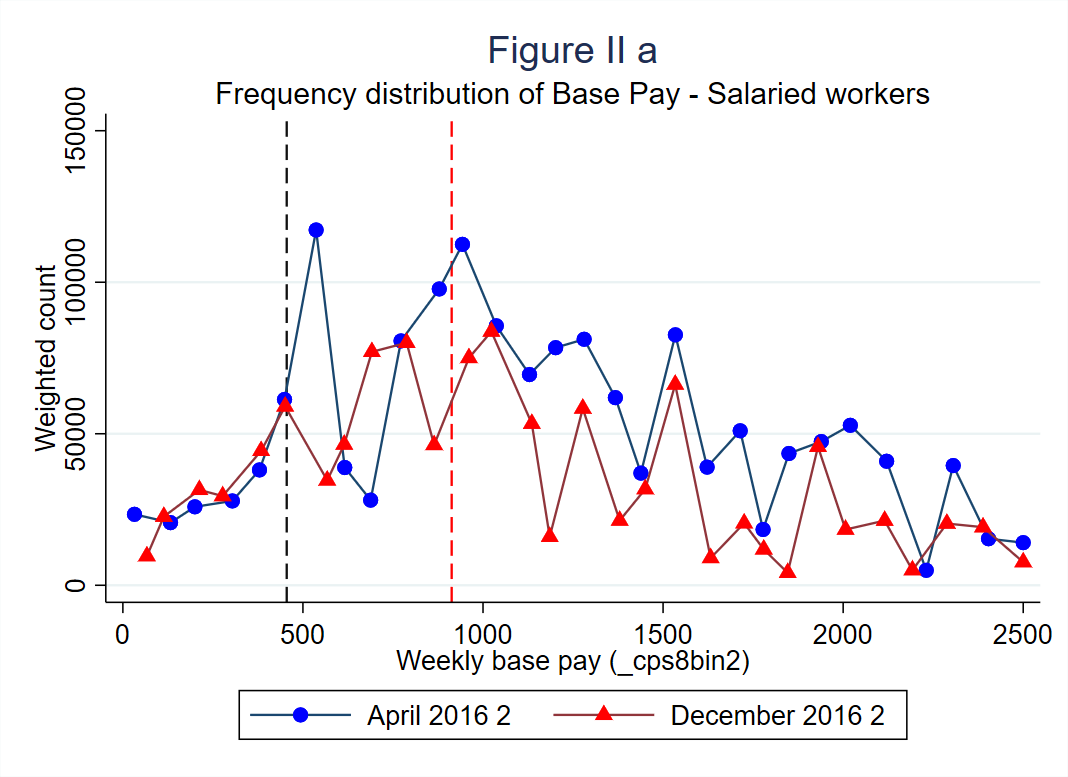 Figure II a
Frequency distribution of Base Pay - Salaried workers
Weighted count
150000
100000
50000
0
0 500 1000 1500 2000 2500
Weekly base pay (_cps8bin2)
April 2016 2 December 2016 2